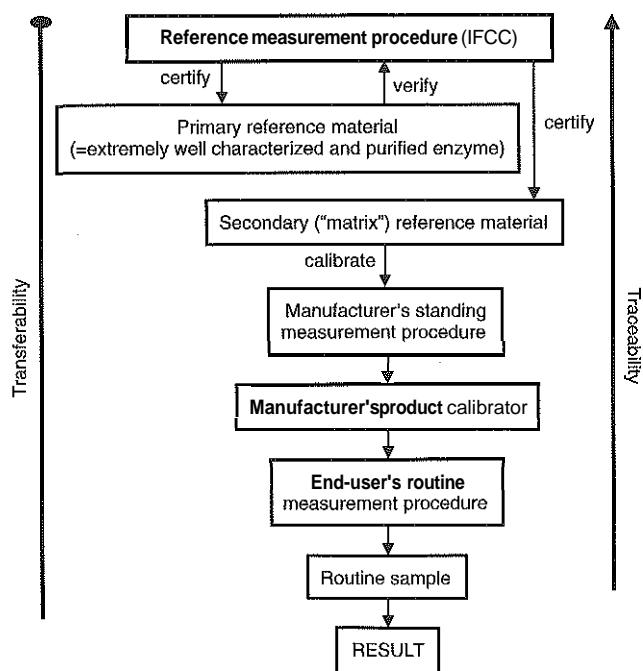 Reference measurement procedure (IFCC)
certify
verify
certify
Primary reference material
(=extremely well characterized and purified enzyme)
Secondary ("matrix") reference material
calibrate
Manufacturer's standing
measurement procedure
Manufacturer'sproduct calibrator
End-user's routine
measurement procedure
Routine sample
RESULT
Transferability
Traceability